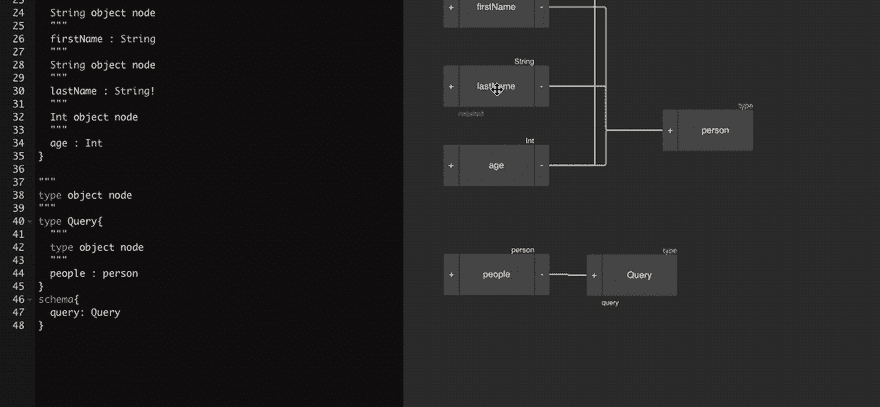 23
24 String object node
25 """
26 firstName : String
27 """
28 String object node
29 """
30 lastName : String!
31 """
32 Int object node
33 """
34 age : Int
35 }
36
37 """
38 type object node
39 """
40 type Query{
41 """
42 type object node
43 """
44 people : person
45 }
46 schema{
47 query: Query
48 }
+ firstName -
String
+ lastName -
required
Int
+ age -
type
+ person
person
+ people -
type
+ Query
query